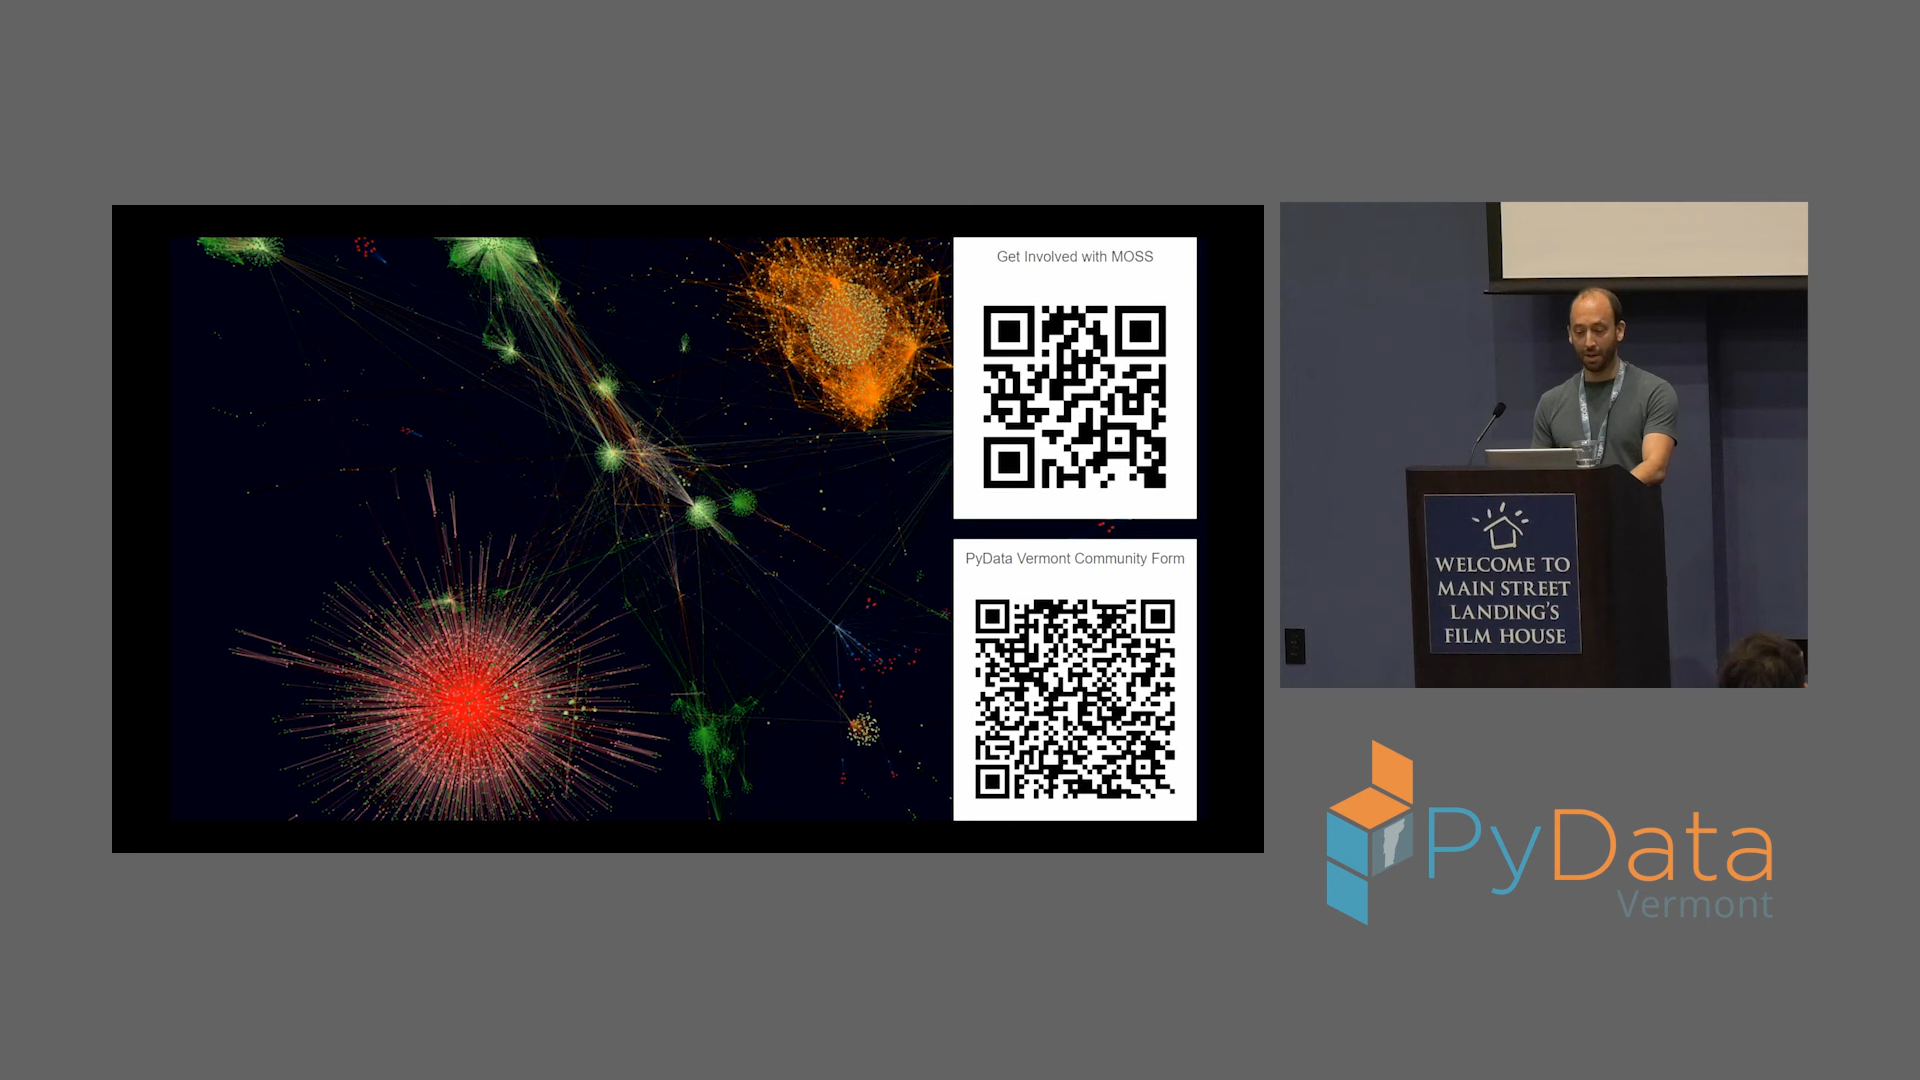 Get Involved with MOSS
PyData Vermont Community Form
WELCOME TO
MAIN STREET
LANDING'S
FILM HOUSE
PyData
Vermont